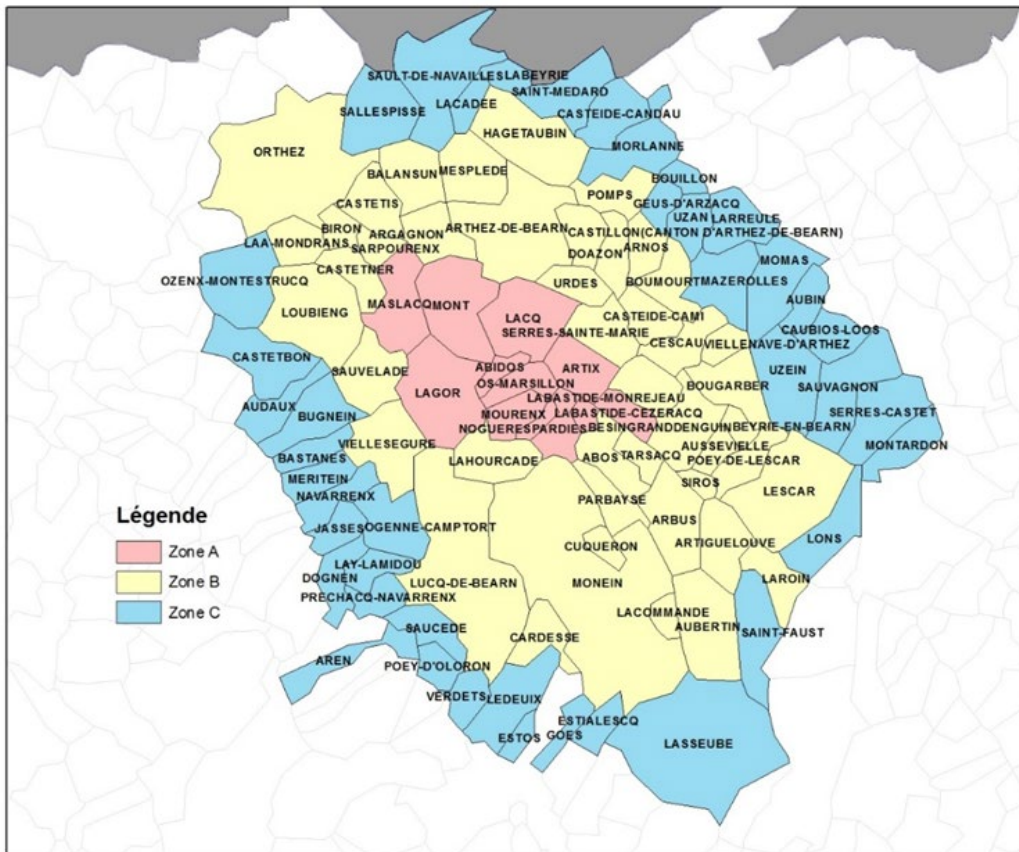 SAULT-DE-NAVAILLES
LABEYRIE
SAINT-MEDARD
SALLESPISSE
LACADEE
CASTEIDE-CANDAU
HAGETAUBIN
MORLANNE
ORTHEZ
BALANSUN
MESPLEDE
BOUILLON
POMPS
GEUS-D'ARZACQ
CASTETIS
UZAN
LARREULE
BIRON
ARGAGNON
ARTHEZ-DE-BEARN
CASTILLON(CANTON D'ARTHEZ-DE-BEARN)
LAA-MONDRANS
SARPOURENX
DOAZON
ARNOS
MOMAS
OZENX-MONTESTRUCQ
CASTETNER
URDES
BOUMOURT
MAZEROLLES
MASLACQ
MONT
AUBIN
LOUBIENG
LACQ
CASTEIDE-CAMI
SERRES-SAINTE-MARIE
CAUBIOS-LOOS
CESCAU
VIELLENAVE-D'ARTHEZ
CASTETBON
SAUVELADE
ABIDOS
ARTIX
UZEIN
OS-MARSILLON
BOUGARBER
SAUVAGNON
LAGOR
LABASTIDE-MONREJEAU
AUDAUX
BUGNEIN
MOURENX
LABASTIDE-CEZERACQ
SERRES-CASTET
NOGUERES
PARDIES
BESINGRAND
DENGUIN
BEYRIE-EN-BEARN
VIELLESEGURE
AUSSEVIELLE
MONTARDON
BASTANES
LAHOURCADE
ABOS
TARSACQ
POEY-DE-LESCAR
MERITEIN
SIROS
LESCAR
NAVARRENX
PARBAYSE
Légende
ARBUS
JASSES
OGENNE-CAMPTORT
LONS
Zone A
CUQUERON
ARTIGUELOUVE
LAY-LAMIDOU
DOGNEN
LUCQ-DE-BEARN
MONEIN
LAROIN
Zone B
PRECHACQ-NAVARRENX
LACOMMANDE
Zone C
AUBERTIN
SAUCEDE
CARDESSE
SAINT-FAUST
AREN
POEY-D'OLORON
VERDETS
LEDEUIX
ESTIALESCQ
ESTOS
GOES
LASSEUBE